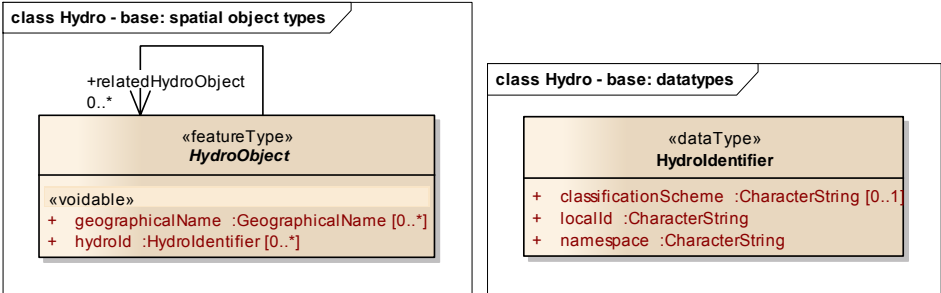 class Hydro - base: spatial object types
+relatedHydroObject
0..*
«featureType»
HydroObject
«voidable»
+ geographicalName :GeographicalName [0..*]
+ hydroId :HydroIdentifier [0..*]
class Hydro - base: datatypes
«dataType»
HydroIdentifier
+ classificationScheme :CharacterString [0..1]
+ localId :CharacterString
+ namespace :CharacterString